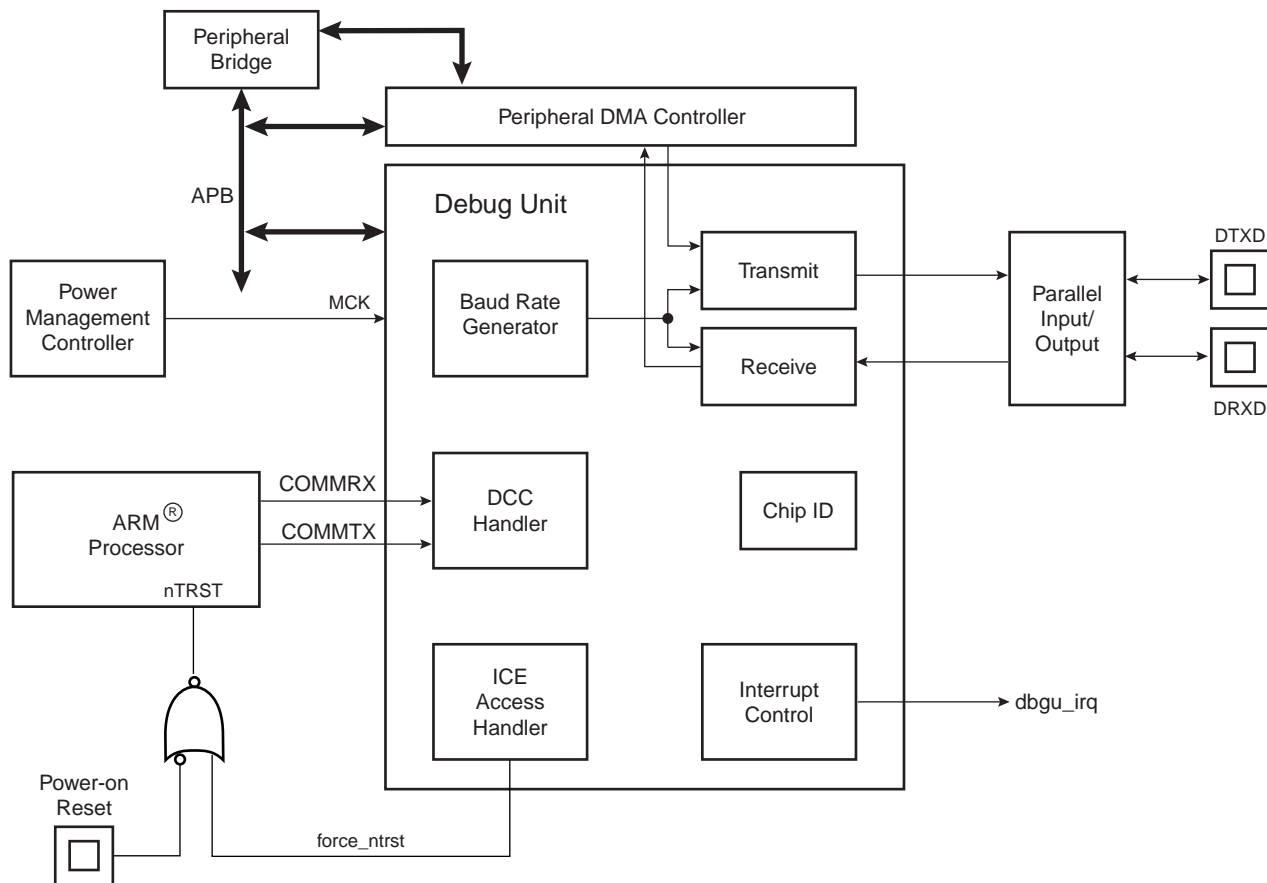 Peripheral
Bridge
Peripheral DMA Controller
APB
Debug Unit
DTXD
Transmit
Power
Management
Controller
MCK
Baud Rate
Generator
Parallel
Input/
Output
Receive
DRXD
COMMRX
ARM®
Processor
COMMTX
DCC
Handler
Chip ID
nTRST
ICE
Access
Handler
Interrupt
Control
dbgu_irq
Power-on
Reset
force_ntrst